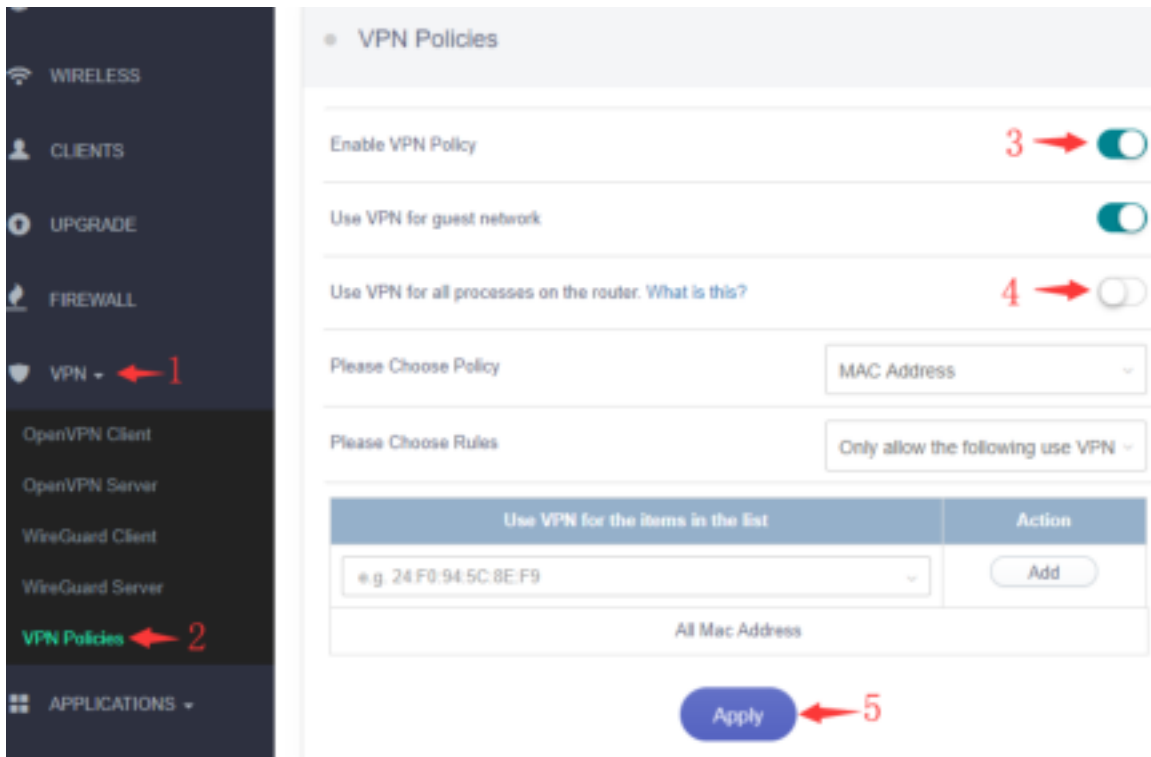 WIRELESS
CLIENTS
UPGRADE
FIREWALL
VPN 1
OpenVPN Client
OpenVPN Server
WireGuard Client
WireGuard Server
VPN Policies 2
APPLICATIONS
VPN Policies
Enable VPN Policy 3
Use VPN for guest network
Use VPN for all processes on the router. What is this? 4
Please Choose Policy MAC Address
Please Choose Rules Only allow the following use VPN
Use VPN for the items in the list Action
e.g. 24:F0:94:5C:8E:F9 Add
All Mac Address
Apply 5